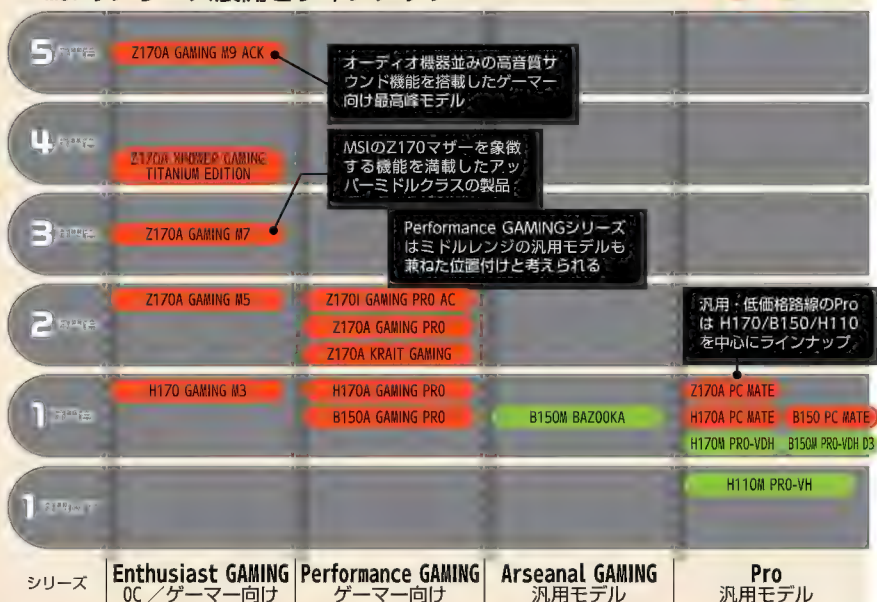 5
Z170A GAMING M9 ACK
オーディオ機器並みの高音質サ
ウンド機能を搭載したゲーマー
向け最高峰モデル
4
Z170A XPOWER GAMING
TITANIUM EDITION
MSIのZ170マザーを象徴
する機能を満載したアッ
パーミドルクラスの製品
3
Z170A GAMING M7
Performance GAMINGシリーズ
はミドルレンジの汎用モデルも
兼ねた位置付けと考えられる
2
Z170A GAMING M5
Z170I GAMING PRO AC
Z170A GAMING PRO
Z170A KRAIT GAMING
汎用・低価格路線のPro
は H170/B150/H110
を中心にラインナップ
1
H170 GAMING M3
H170A GAMING PRO
B150A GAMING PRO
B150M BAZOOKA
Z170A PC MATE
H170A PC MATE
B150 PC MATE
H170M PRO-VDH
B150M PRO-VDH D3
1
H110M PRO-VH
シリーズ
Enthusiast GAMING
OC／ゲーマー向け
Performance GAMING
ゲーマー向け
Arseanal GAMING
汎用モデル
Pro
汎用モデル